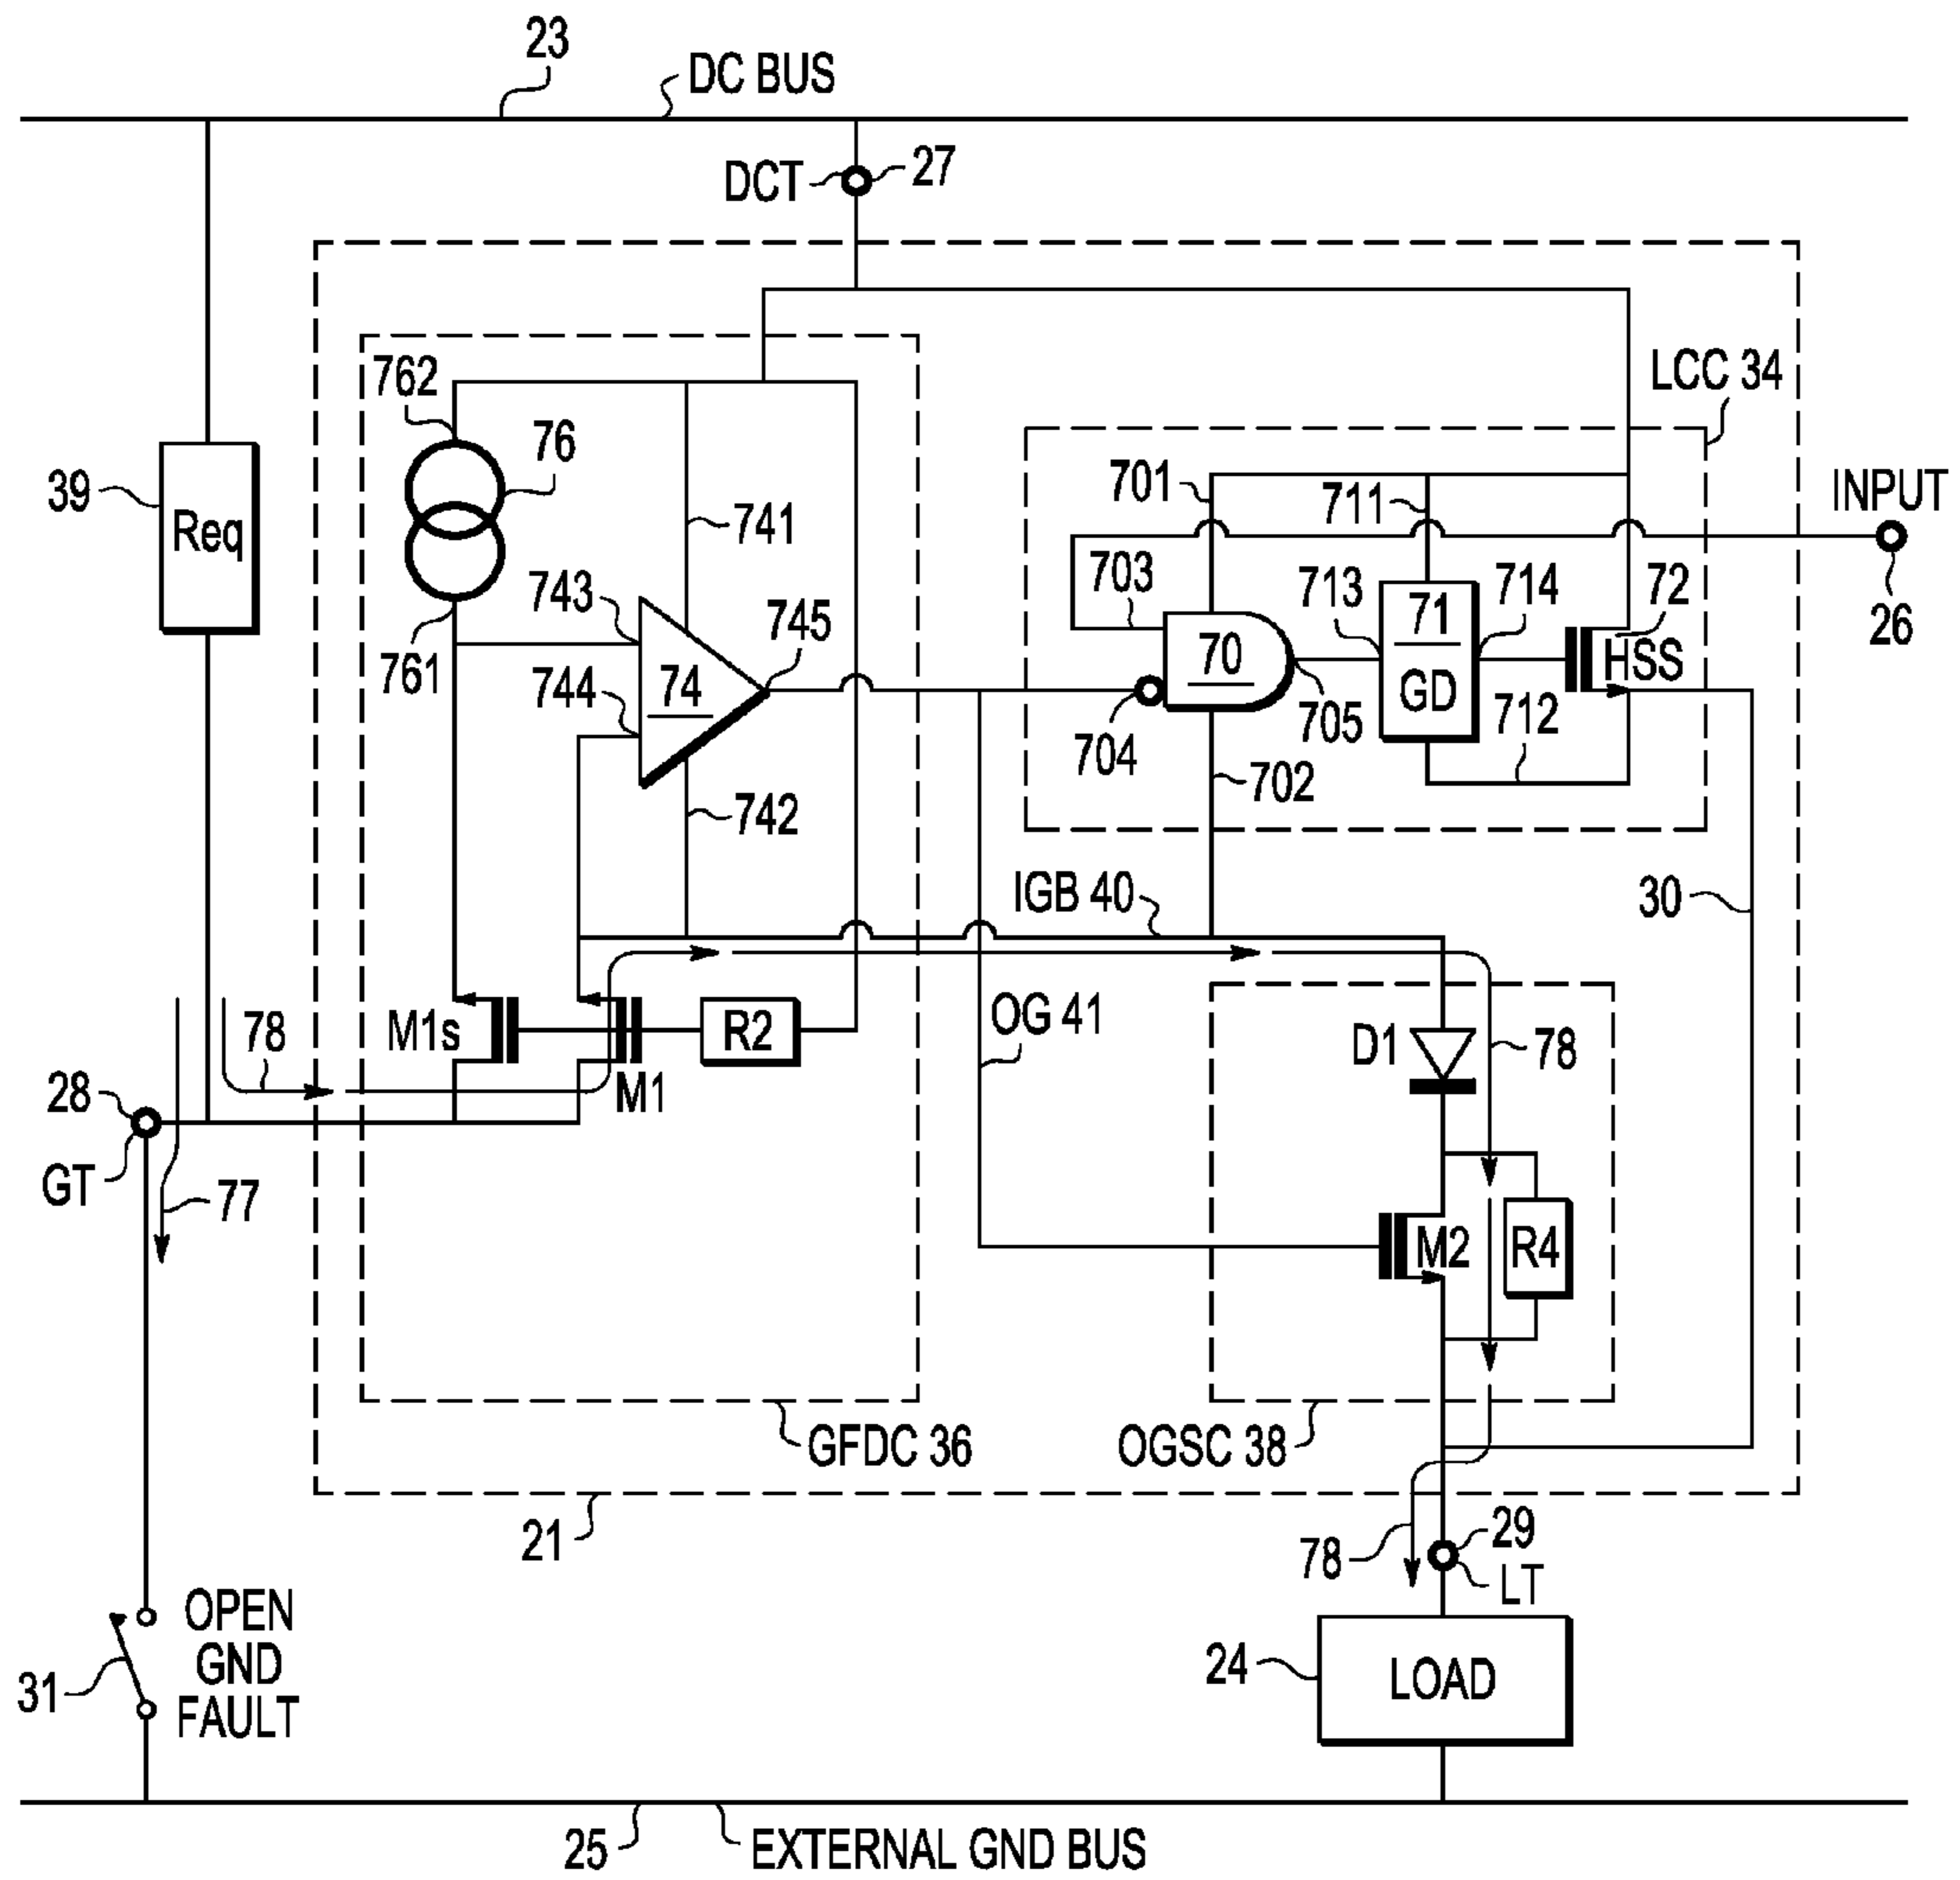 23
DC BUS
DCT
27
LCC 34
762
76
39
Req
741
701
711
INPUT
743
745
703
713
714
72
71
761
744
74
70
HSS
26
GD
704
705
712
742
702
IGB 40
30
M1s
R2
OG 41
D1
78
78
28
M1
GT
77
M2
R4
GFDC 36
OGSC 38
21
29
78
LT
OPEN
GND
FAULT
31
24
LOAD
25
EXTERNAL GND BUS